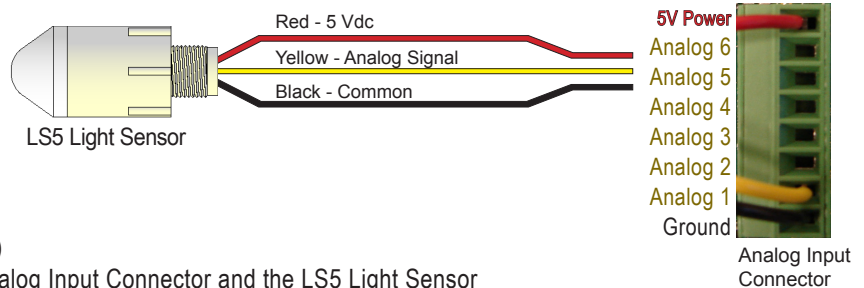 Red - 5 Vdc
Yellow - Analog Signal
Black - Common
LS5 Light Sensor
5V Power
Analog 6
Analog 5
Analog 4
Analog 3
Analog 2
Analog 1
Ground
Analog Input
Connector
Input Connector and the LS5 Light Sensor